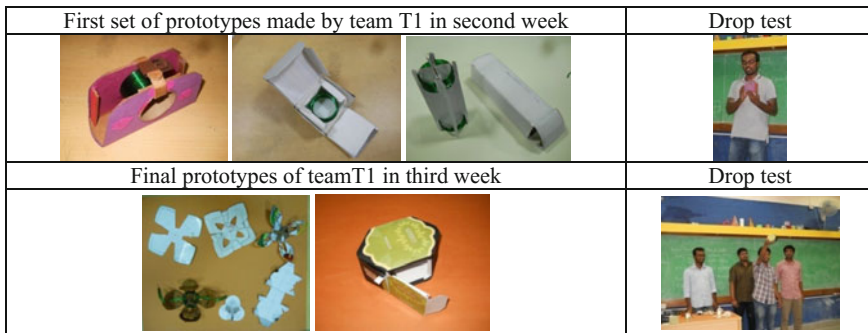 First set of prototypes made by team T1 in second week
Drop test
Final prototypes of teamT1 in third week
Drop test